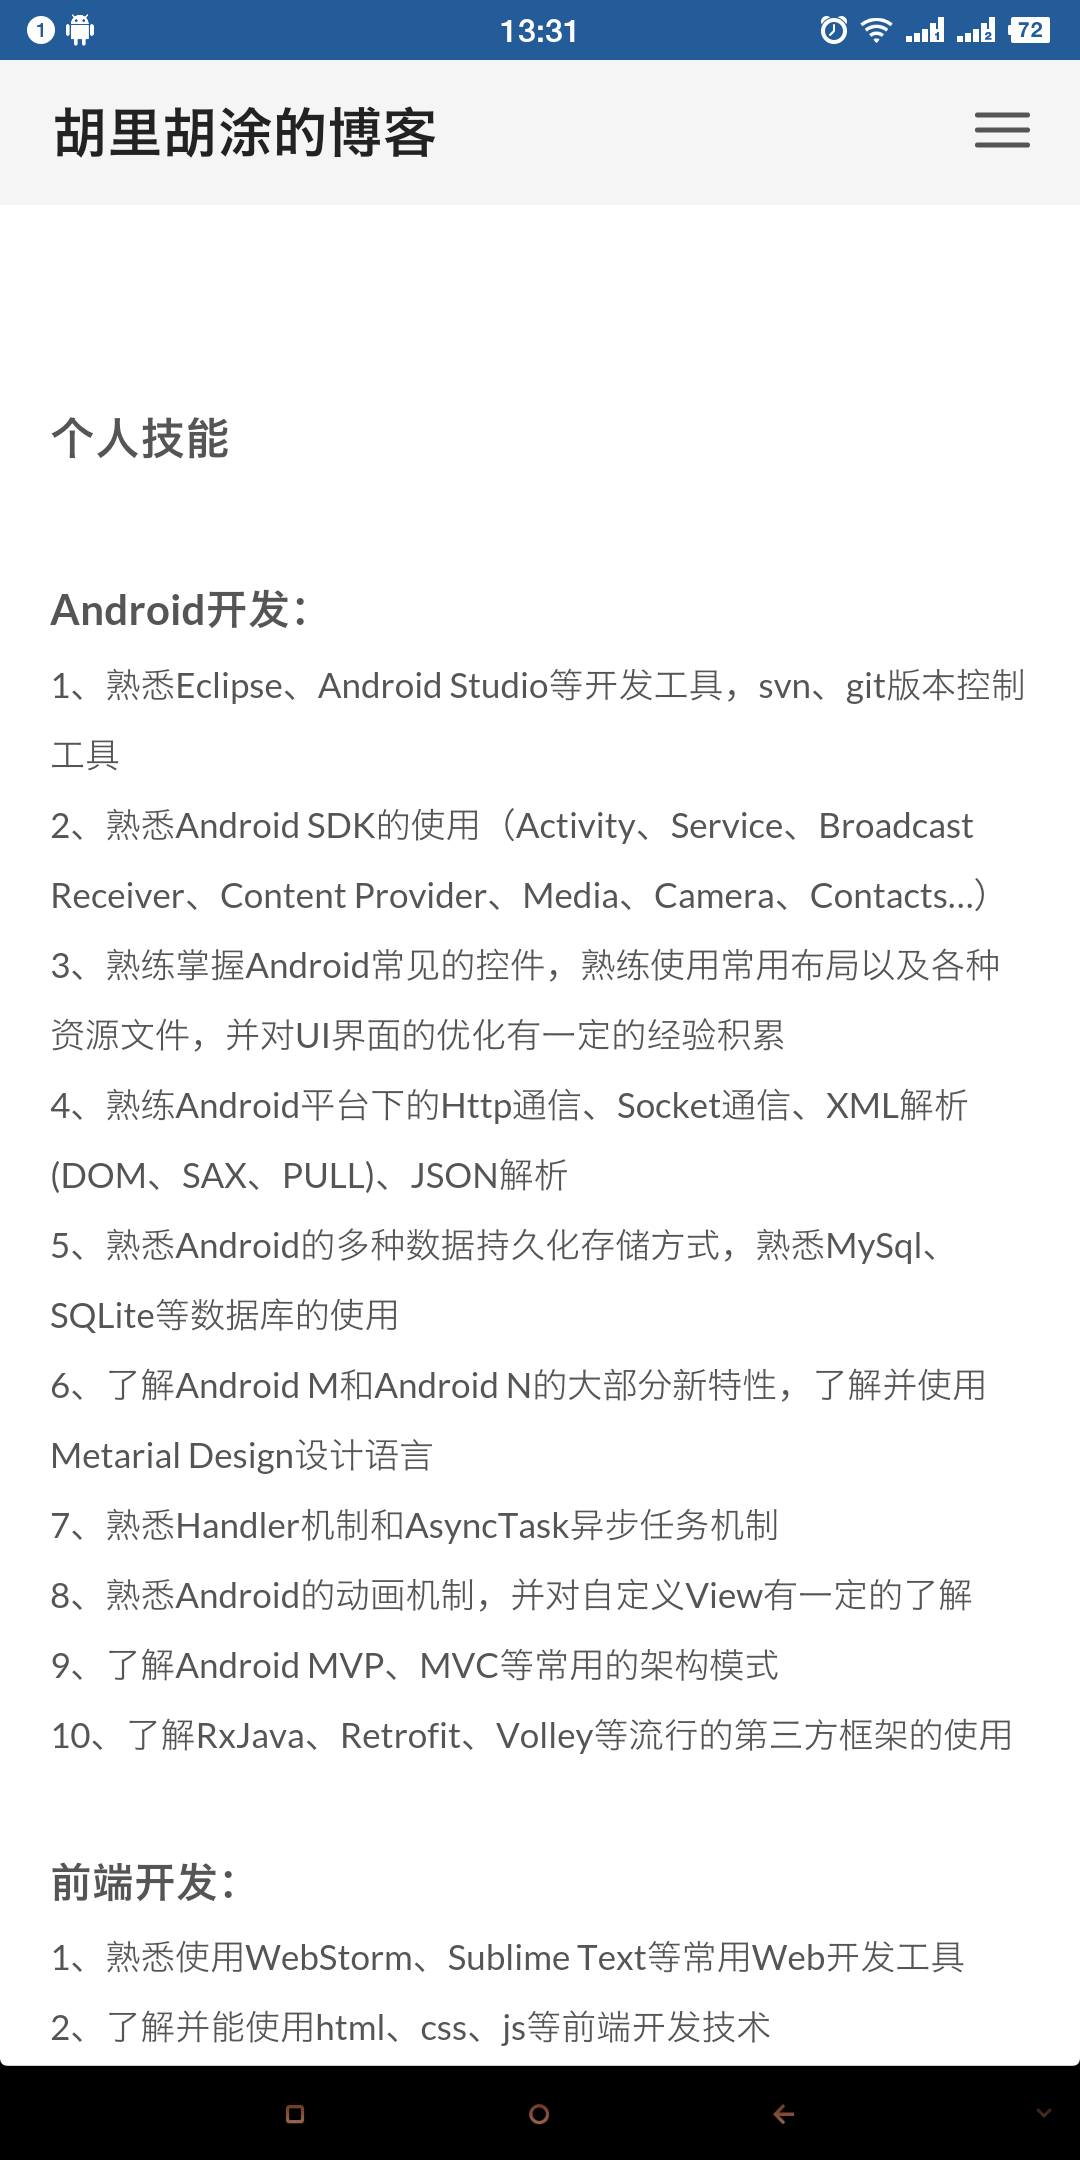 1
13:31
1
2
72
胡里胡涂的博客
个人技能
Android开发：
1、熟悉Eclipse、Android Studio等开发工具，svn、git版本控制
工具
2、熟悉Android SDK的使用（Activity、Service、Broadcast
Receiver、Content Provider、Media、Camera、Contacts...）
3、熟练掌握Android常见的控件，熟练使用常用布局以及各种
资源文件，并对UI界面的优化有一定的经验积累
4、熟练Android平台下的Http通信、Socket通信、XML解析
(DOM、SAX、PULL)、JSON解析
5、熟悉Android的多种数据持久化存储方式，熟悉MySql、
SQLite等数据库的使用
6、了解Android M和Android N的大部分新特性，了解并使用
Metarial Design设计语言
7、熟悉Handler机制和AsyncTask异步任务机制
8、熟悉Android的动画机制，并对自定义View有一定的了解
9、了解Android MVP、MVC等常用的架构模式
10、了解RxJava、Retrofit、Volley等流行的第三方框架的使用
前端开发：
1、熟悉使用WebStorm、Sublime Text等常用Web开发工具
2、了解并能使用html、css、js等前端开发技术